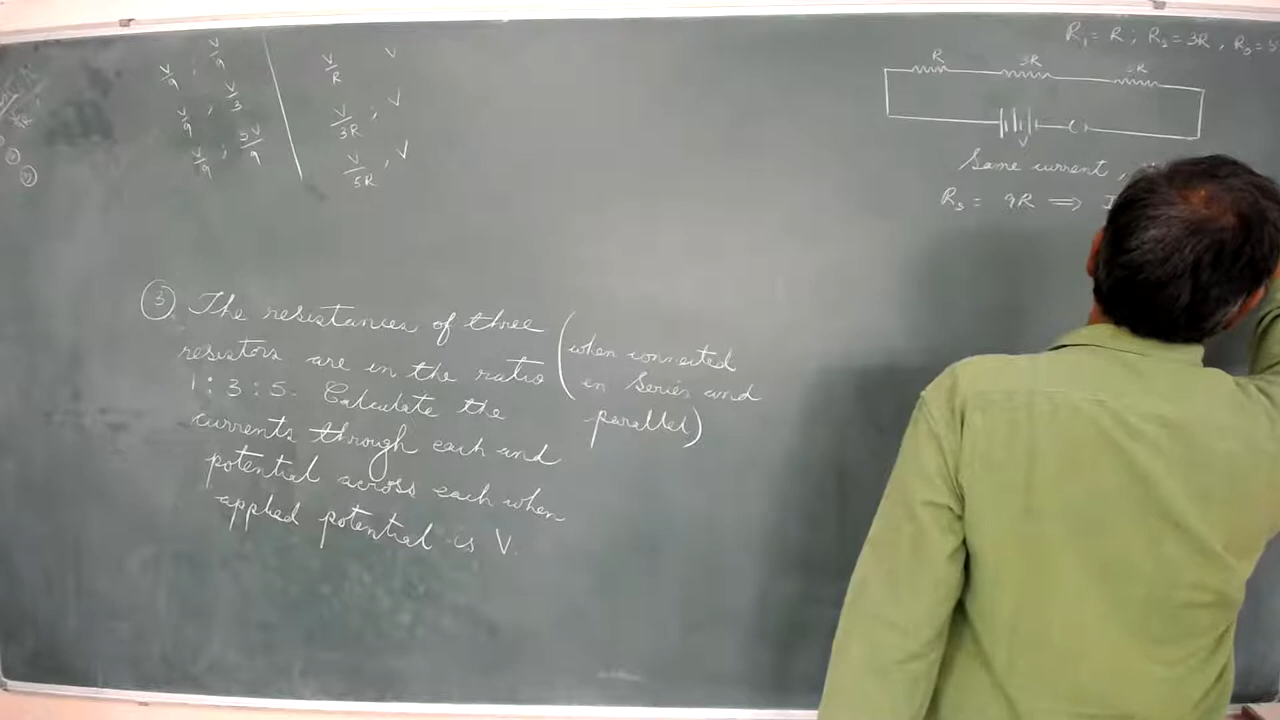 V/9 ; V/9
V/9 ; V/3
V/9 ; 5V/9
V/R V
V/3R ; V
V/5R , V
R₁ = R ; R₂ = 3R , R₃ = 5
R 3R 5R
V
Same current ,
Rₛ = 9R ⟹ I
③ The resistances of three
resistors are in the ratio
1 : 3 : 5. Calculate the
currents through each and
potential across each when
applied potential is V.
(when connected
in Series and
parallel)